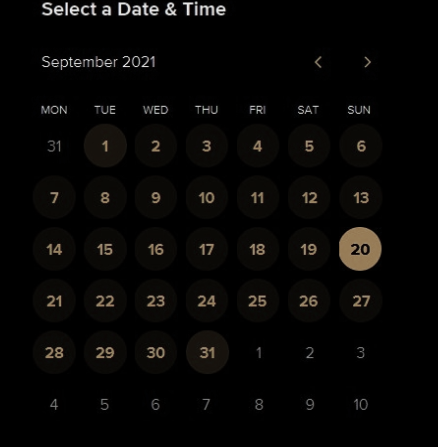 Select a Date & Time
September 2021
MON TUE WED THU FRI SAT SUN
31 1 2 3 4 5 6
7 8 9 10 11 12 13
14 15 16 17 18 19 20
21 22 23 24 25 26 27
28 29 30 31 1 2 3
4 5 6 7 8 9 10